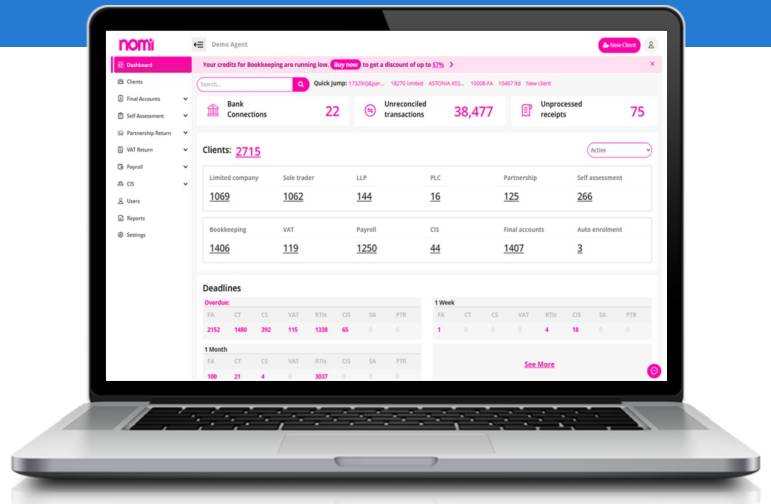 nomi
Demo Agent
New Client
Dashboard
Clients
Final Accounts
Self Assessment
Partnership Return
VAT Return
Payroll
CIS
Users
Reports
Settings
Your credits for Bookkeeping are running low. Buy now to get a discount of up to 57%
Search...
Quick Jump: 173291J&par... 18270 limited ASTONIA ASS... 10008-FA 10467 ltd New client
Bank Connections 22
Unreconciled transactions 38,477
Unprocessed receipts 75
Clients: 2715
Active
Limited company Sole trader LLP PLC Partnership Self assessment
1069 1062 144 16 125 266
Bookkeeping VAT Payroll CIS Final accounts Auto enrolment
1406 119 1250 44 1407 3
Deadlines
Overdue:
FA CT CS VAT RTIs CIS SA PTR
2152 1480 392 115 1338 65 0 0
1 Week
FA CT CS VAT RTIs CIS SA PTR
1 0 0 0 4 18 0 0
1 Month
FA CT CS VAT RTIs CIS SA PTR
100 21 4 0 3037 0 0 0
See More